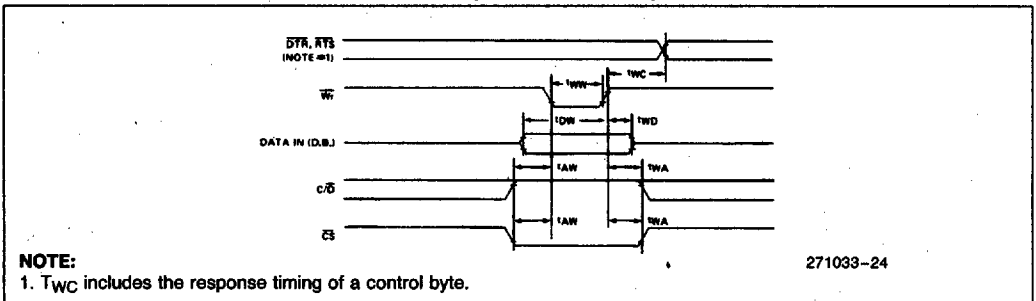 DTR, RTS
(NOTE #1)
tWC
tWW
Wr
tDW
tWD
DATA IN (D.B.)
tAW
tWA
C/D
tAW
tWA
CS
NOTE:
271033–24
1. TWC includes the response timing of a control byte.